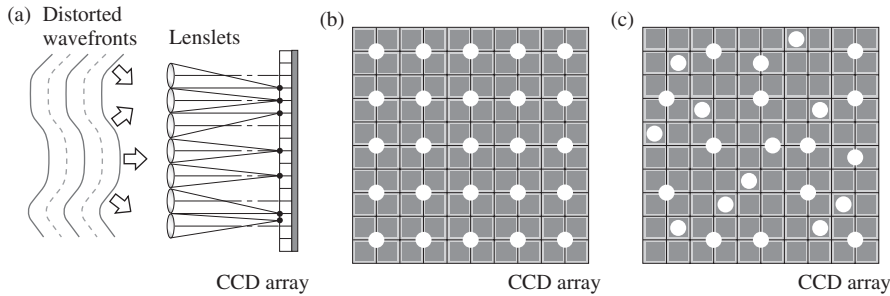 (a) Distorted
wavefronts
Lenslets
CCD array
(b)
CCD array
(c)
CCD array